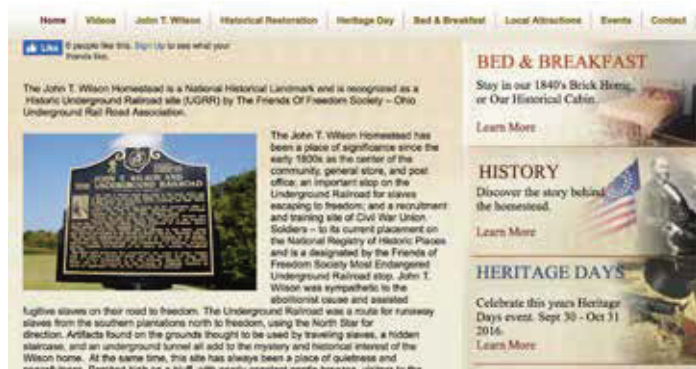 Home Videos John T. Wilson Historical Restoration Heritage Day Bed & Breakfast Local Attractions Events Contact
Like 6 people like this. Sign Up to see what your
friends like.
The John T. Wilson Homestead is a National Historical Landmark and is recognized as a
Historic Underground Railroad site (UGRR) by The Friends Of Freedom Society – Ohio
Underground Rail Road Association.
JOHN T. WILSON AND
UNDERGROUND RAILROAD
The John T. Wilson Homestead has
been a place of significance since the
early 1800s as the center of the
community, general store, and post
office; an important stop on the
Underground Railroad for slaves
escaping to freedom; and a recruitment
and training site of Civil War Union
Soldiers – to its current placement on
the National Registry of Historic Places
and is a designated by the Friends of
Freedom Society Most Endangered
Underground Railroad stop. John T.
Wilson was sympathetic to the
abolitionist cause and assisted
fugitive slaves on their road to freedom. The Underground Railroad was a route for runaway
slaves from the southern plantations north to freedom, using the North Star for
direction. Artifacts found on the grounds thought to be used by traveling slaves, a hidden
staircase, and an underground tunnel all add to the mystery and historical interest of the
Wilson home. At the same time, this site has always been a place of quietness and
BED & BREAKFAST
Stay in our 1840's Brick Home,
or Our Historical Cabin.
Learn More
HISTORY
Discover the story behind
the homestead.
Learn More
HERITAGE DAYS
Celebrate this years Heritage
Days event. Sept 30 - Oct 31
2016.
Learn More